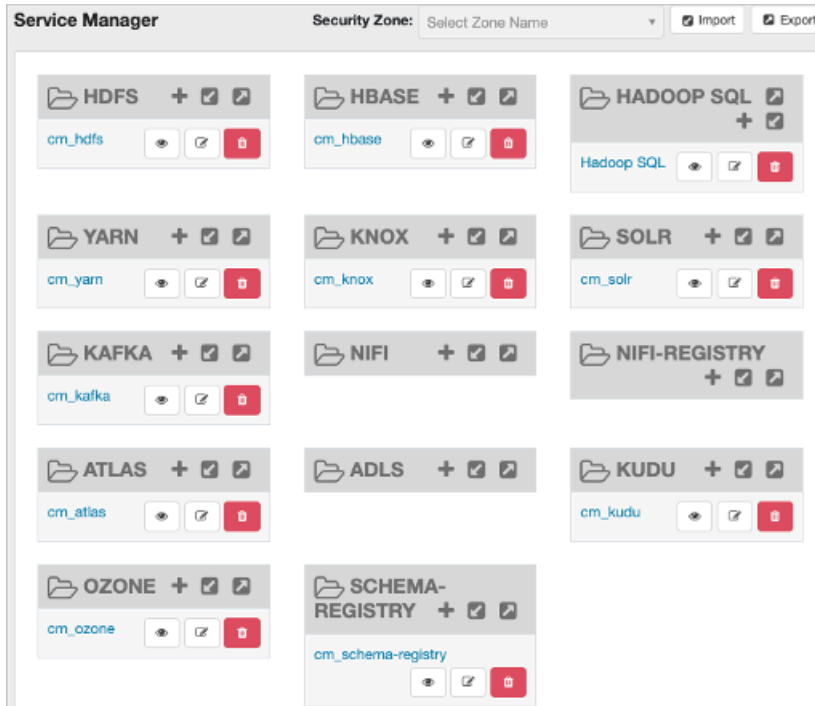 Service Manager Security Zone: Select Zone Name Import Export
HDFS HBASE HADOOP SQL
cm_hdfs cm_hbase
Hadoop SQL
YARN KNOX SOLR
cm_yarn cm_knox cm_solr
KAFKA NIFI NIFI-REGISTRY
cm_kafka
ATLAS ADLS KUDU
cm_atlas cm_kudu
OZONE SCHEMA-
REGISTRY
cm_ozone
cm_schema-registry